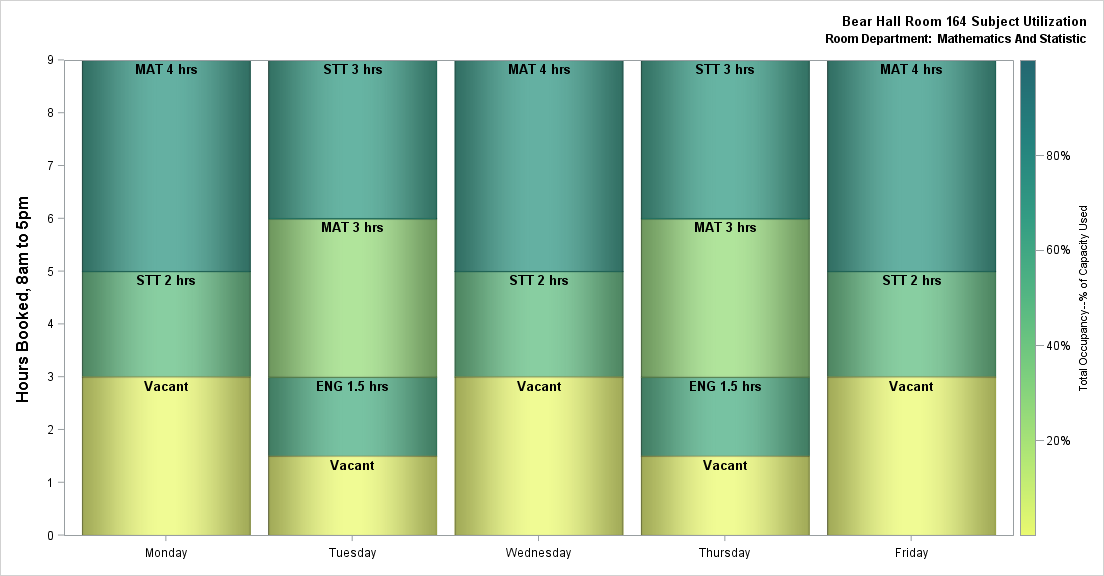 Bear Hall Room 164 Subject Utilization
Room Department: Mathematics And Statistic
Hours Booked, 8am to 5pm
9
8
7
6
5
4
3
2
1
0
MAT 4 hrs
STT 2 hrs
Vacant
STT 3 hrs
MAT 3 hrs
ENG 1.5 hrs
Vacant
MAT 4 hrs
STT 2 hrs
Vacant
STT 3 hrs
MAT 3 hrs
ENG 1.5 hrs
Vacant
MAT 4 hrs
STT 2 hrs
Vacant
Monday
Tuesday
Wednesday
Thursday
Friday
80%
60%
40%
20%
Total Occupancy--% of Capacity Used